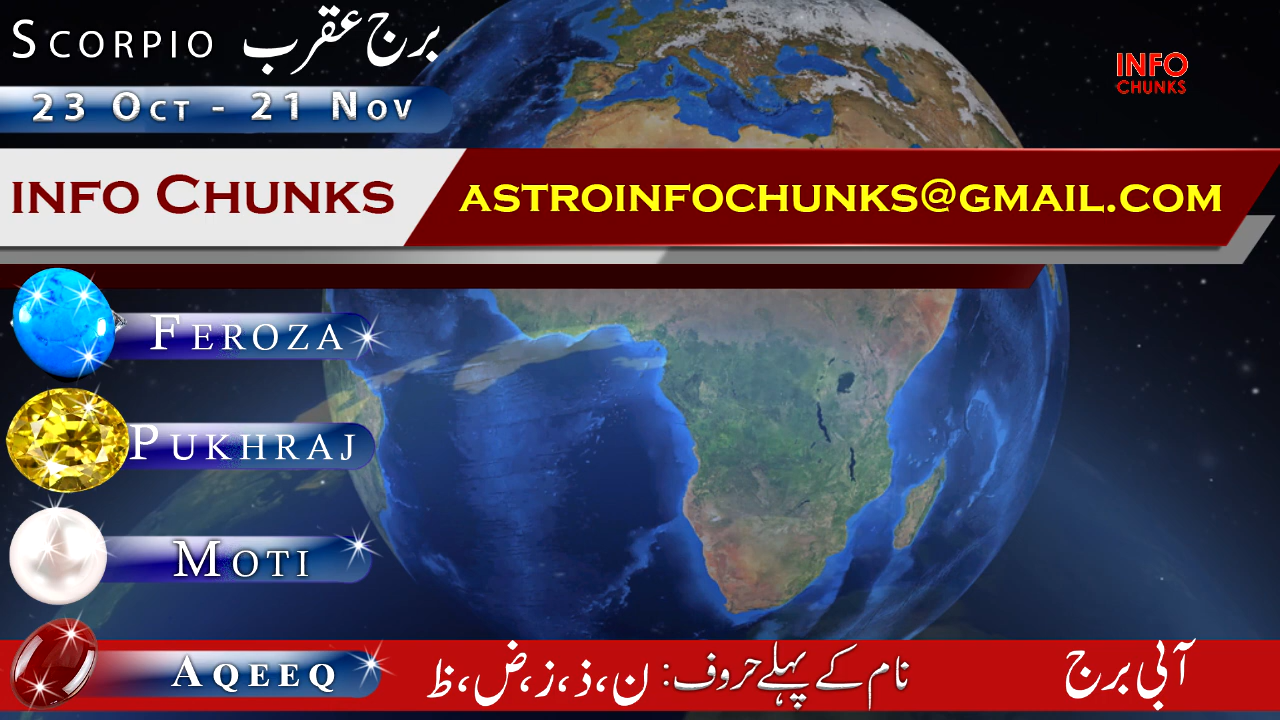 SCORPIO برج عقرب
23 OCT - 21 NOV
INFO
CHUNKS
INFO CHUNKS
ASTROINFOCHUNKS@GMAIL.COM
FEROZA
PUKHRAJ
MOTI
AQEEQ
نام کے پہلے حروف: ن، ذ، ز، ض، ظ
آبی برج